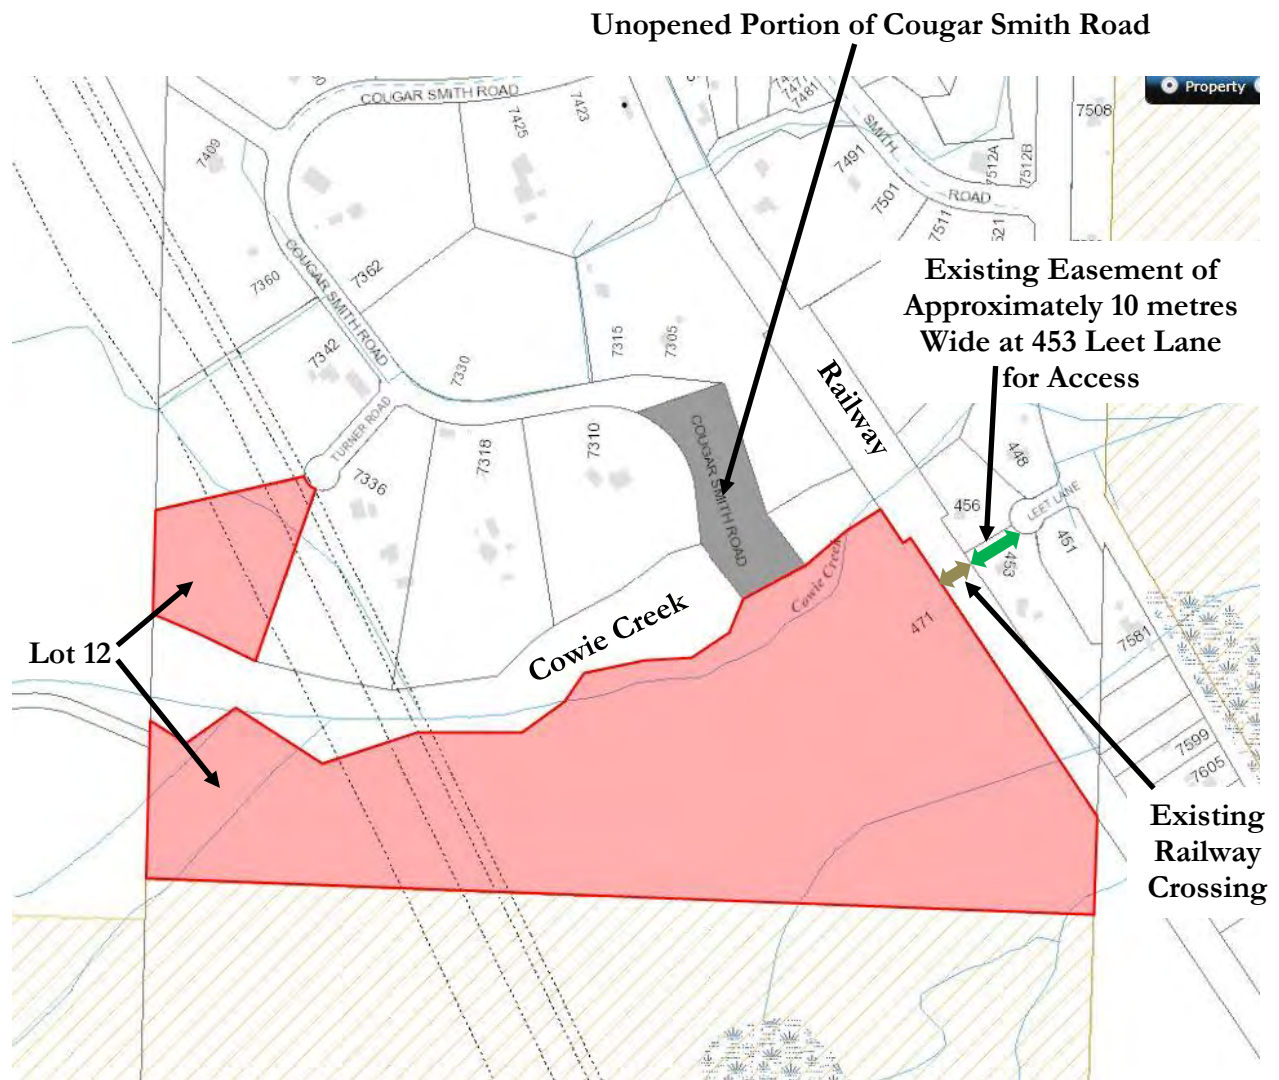 Unopened Portion of Cougar Smith Road
Property
COUGAR SMITH ROAD
7425
7423
7481
7508
7409
SMITH
ROAD
7491
7501
7511
7512A
7512B
7360
7362
COUGAR SMITH ROAD
7342
7330
7315
7305
Existing Easement of
Approximately 10 metres
Wide at 453 Leet Lane
for Access
Railway
TURNER ROAD
7336
7318
7310
COUGAR SMITH ROAD
448
456
LEET LANE
451
453
471
Cowie Creek
Cowie Creek
7581
Lot 12
7599
7605
Existing
Railway
Crossing